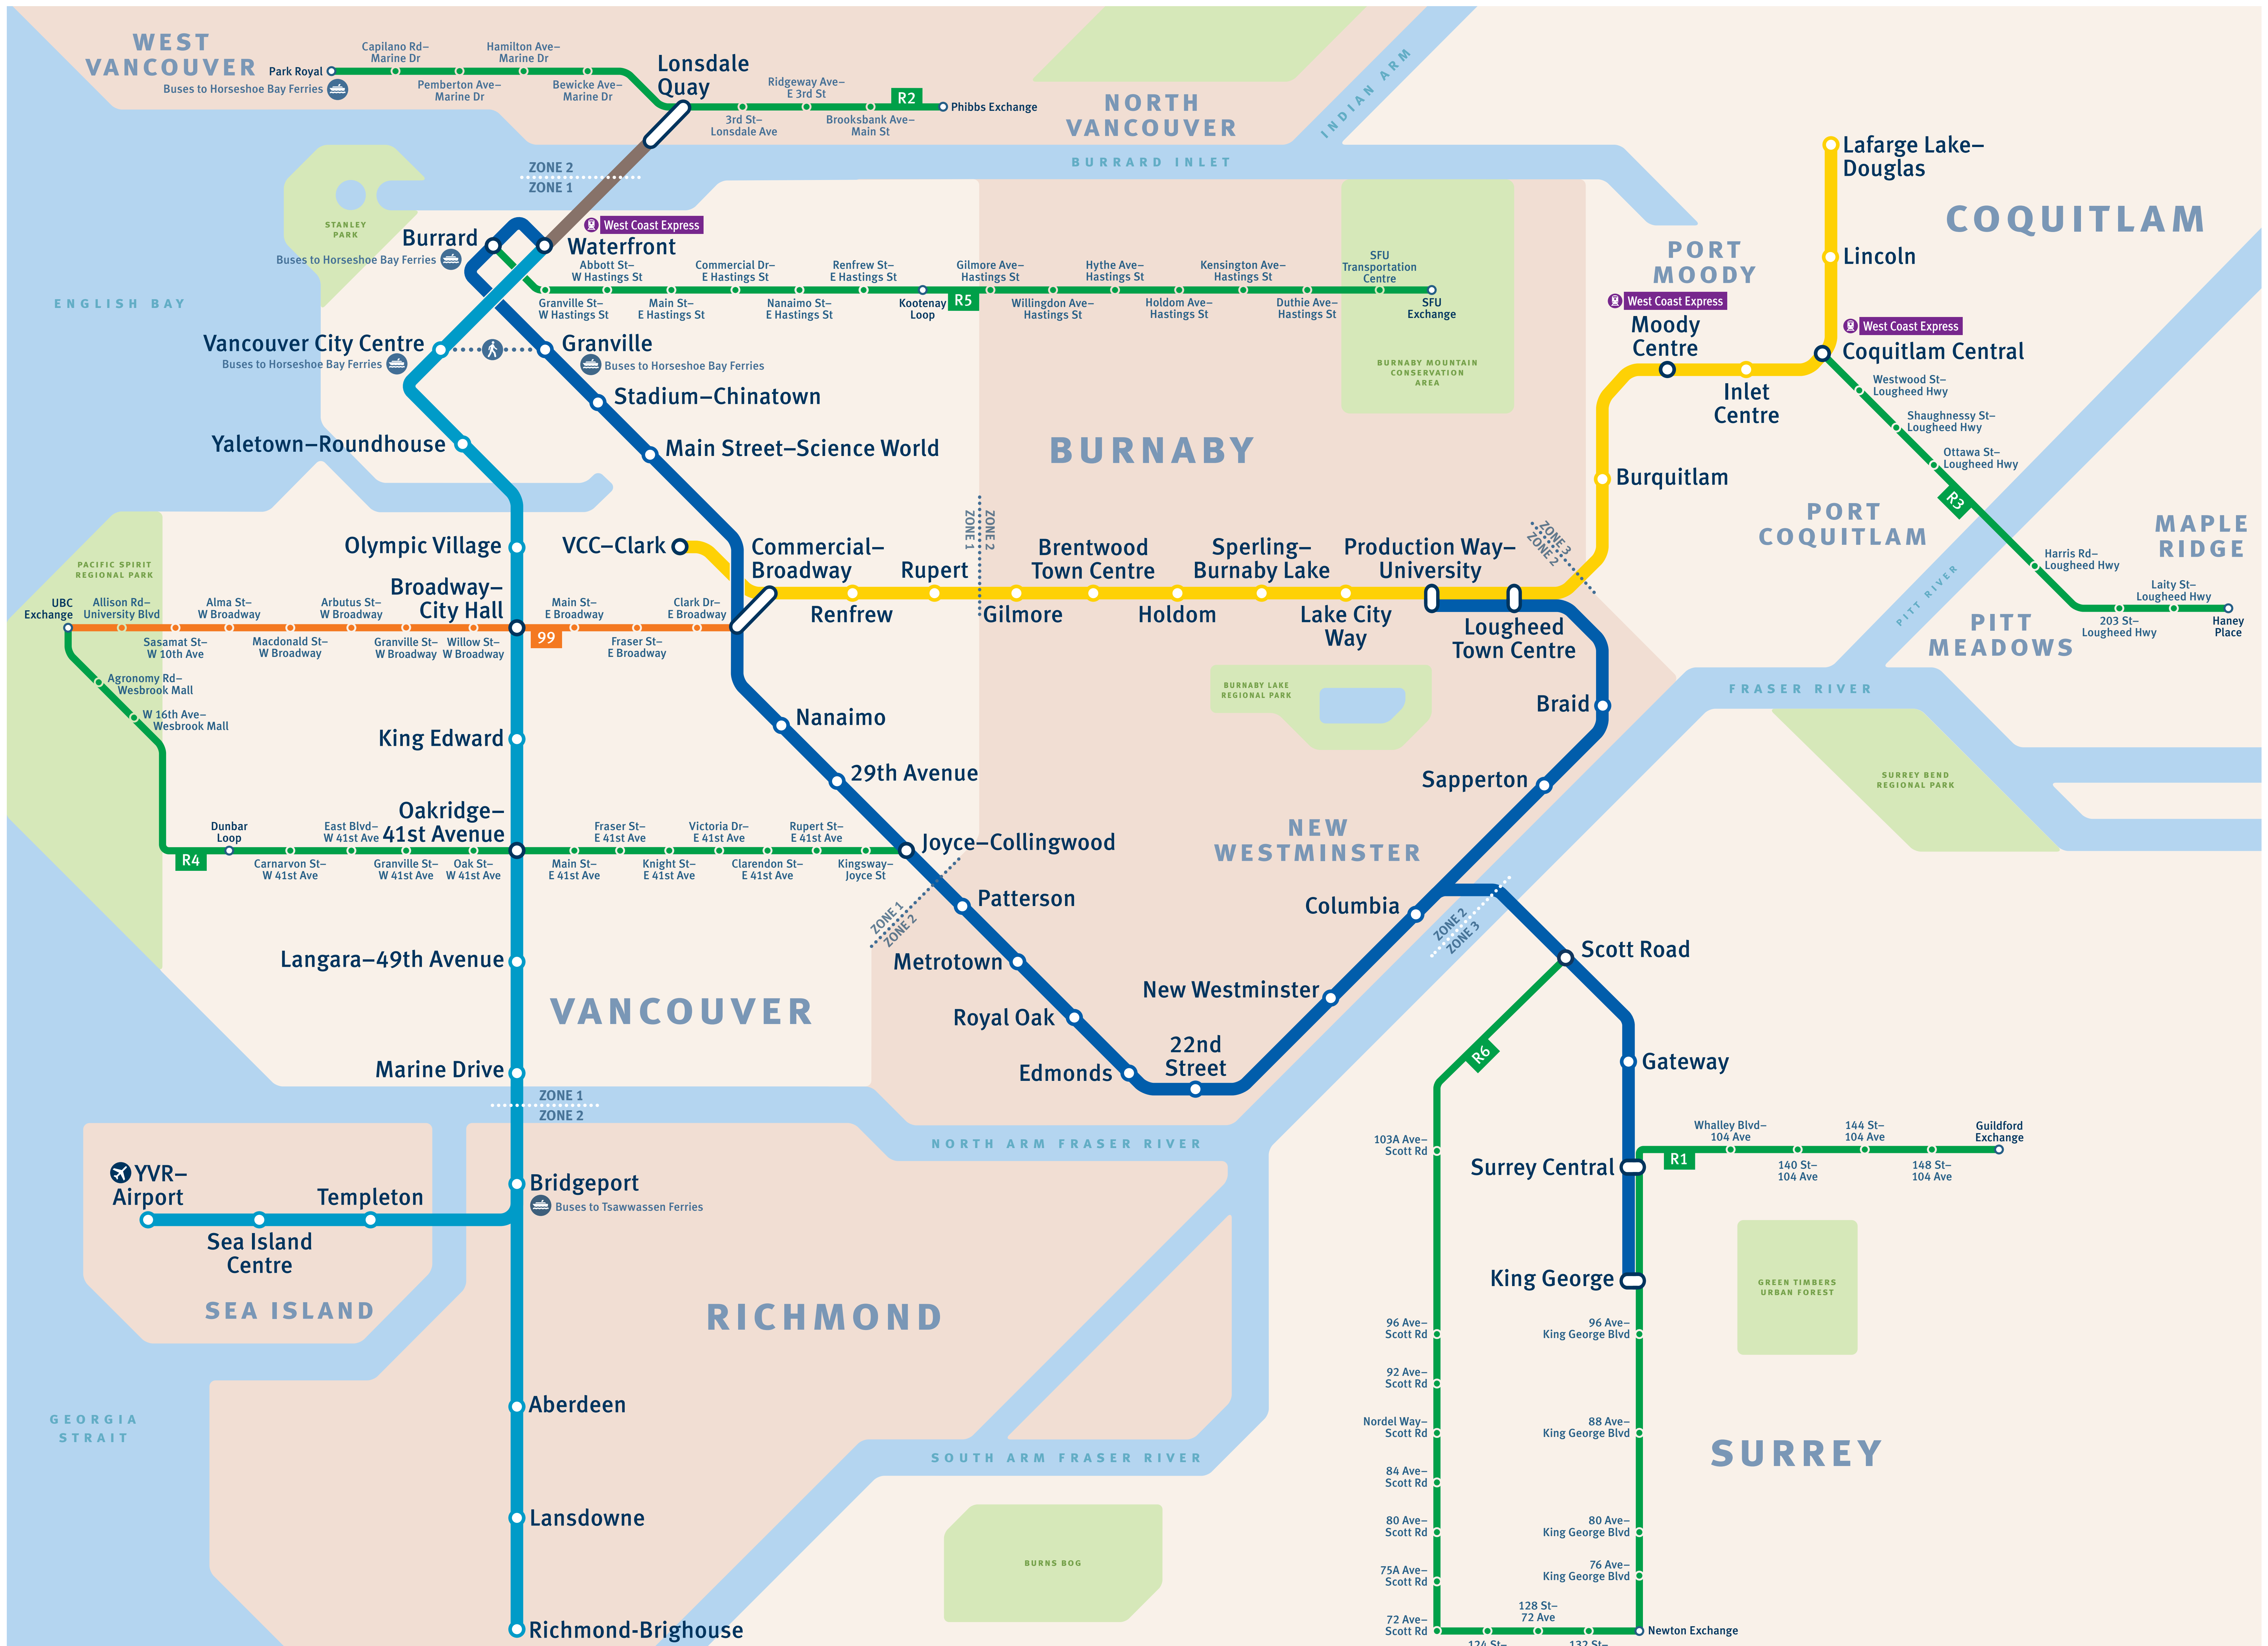 WEST
VANCOUVER
Park Royal
Buses to Horseshoe Bay Ferries
Capilano Rd–
Marine Dr
Pemberton Ave–
Marine Dr
Hamilton Ave–
Marine Dr
Bewicke Ave–
Marine Dr
Lonsdale
Quay
3rd St–
Lonsdale Ave
Ridgeway Ave–
E 3rd St
Brooksbank Ave–
Main St
R2
Phibbs Exchange
NORTH
VANCOUVER
INDIAN ARM
BURRARD INLET
ZONE 2
ZONE 1
STANLEY
PARK
ENGLISH BAY
Burrard
Buses to Horseshoe Bay Ferries
West Coast Express
Waterfront
Granville St–
W Hastings St
Abbott St–
W Hastings St
Main St–
E Hastings St
Commercial Dr–
E Hastings St
Nanaimo St–
E Hastings St
Renfrew St–
E Hastings St
Kootenay
Loop
R5
Gilmore Ave–
Hastings St
Willingdon Ave–
Hastings St
Hythe Ave–
Hastings St
Holdom Ave–
Hastings St
Kensington Ave–
Hastings St
Duthie Ave–
Hastings St
SFU
Transportation
Centre
SFU
Exchange
BURNABY MOUNTAIN
CONSERVATION
AREA
Vancouver City Centre
Buses to Horseshoe Bay Ferries
Granville
Buses to Horseshoe Bay Ferries
Stadium–Chinatown
Main Street–Science World
Yaletown–Roundhouse
BURNABY
PORT
MOODY
West Coast Express
Moody
Centre
Inlet
Centre
Lafarge Lake–
Douglas
Lincoln
COQUITLAM
West Coast Express
Coquitlam Central
Westwood St–
Lougheed Hwy
Shaughnessy St–
Lougheed Hwy
Ottawa St–
Lougheed Hwy
R3
Harris Rd–
Lougheed Hwy
203 St–
Lougheed Hwy
Laity St–
Lougheed Hwy
Haney
Place
MAPLE
RIDGE
PORT
COQUITLAM
PITT RIVER
PITT
MEADOWS
FRASER RIVER
SURREY BEND
REGIONAL PARK
Burquitlam
ZONE 3
ZONE 2
Olympic Village
VCC–Clark
Commercial–
Broadway
Renfrew
Rupert
ZONE 1
ZONE 2
Gilmore
Brentwood
Town Centre
Holdom
Sperling–
Burnaby Lake
Lake City
Way
Production Way–
University
Lougheed
Town Centre
Braid
Sapperton
BURNABY LAKE
REGIONAL PARK
PACIFIC SPIRIT
REGIONAL PARK
UBC
Exchange
Allison Rd–
University Blvd
Sasamat St–
W 10th Ave
Alma St–
W Broadway
Macdonald St–
W Broadway
Arbutus St–
W Broadway
Granville St–
W Broadway
Willow St–
W Broadway
Broadway–
City Hall
99
Main St–
E Broadway
Fraser St–
E Broadway
Clark Dr–
E Broadway
Agronomy Rd–
Wesbrook Mall
W 16th Ave–
Wesbrook Mall
King Edward
Nanaimo
29th Avenue
Oakridge–
41st Avenue
R4
Dunbar
Loop
Carnarvon St–
W 41st Ave
East Blvd–
W 41st Ave
Granville St–
W 41st Ave
Oak St–
W 41st Ave
Main St–
E 41st Ave
Fraser St–
E 41st Ave
Knight St–
E 41st Ave
Victoria Dr–
E 41st Ave
Clarendon St–
E 41st Ave
Rupert St–
E 41st Ave
Kingsway–
Joyce St
Joyce–Collingwood
ZONE 1
ZONE 2
Patterson
Metrotown
Royal Oak
Edmonds
22nd
Street
New Westminster
Columbia
NEW
WESTMINSTER
ZONE 2
ZONE 3
Scott Road
Langara–49th Avenue
VANCOUVER
Marine Drive
ZONE 1
ZONE 2
NORTH ARM FRASER RIVER
R6
Gateway
Surrey Central
R1
Whalley Blvd–
104 Ave
140 St–
104 Ave
144 St–
104 Ave
148 St–
104 Ave
Guildford
Exchange
King George
GREEN TIMBERS
URBAN FOREST
YVR–
Airport
Sea Island
Centre
Templeton
Bridgeport
Buses to Tsawwassen Ferries
SEA ISLAND
RICHMOND
GEORGIA
STRAIT
Aberdeen
Lansdowne
Richmond-Brighouse
SOUTH ARM FRASER RIVER
BURNS BOG
SURREY
103A Ave–
Scott Rd
96 Ave–
Scott Rd
92 Ave–
Scott Rd
Nordel Way–
Scott Rd
84 Ave–
Scott Rd
80 Ave–
Scott Rd
75A Ave–
Scott Rd
72 Ave–
Scott Rd
96 Ave–
King George Blvd
88 Ave–
King George Blvd
80 Ave–
King George Blvd
76 Ave–
King George Blvd
128 St–
72 Ave
124 St–
132 St–
Newton Exchange